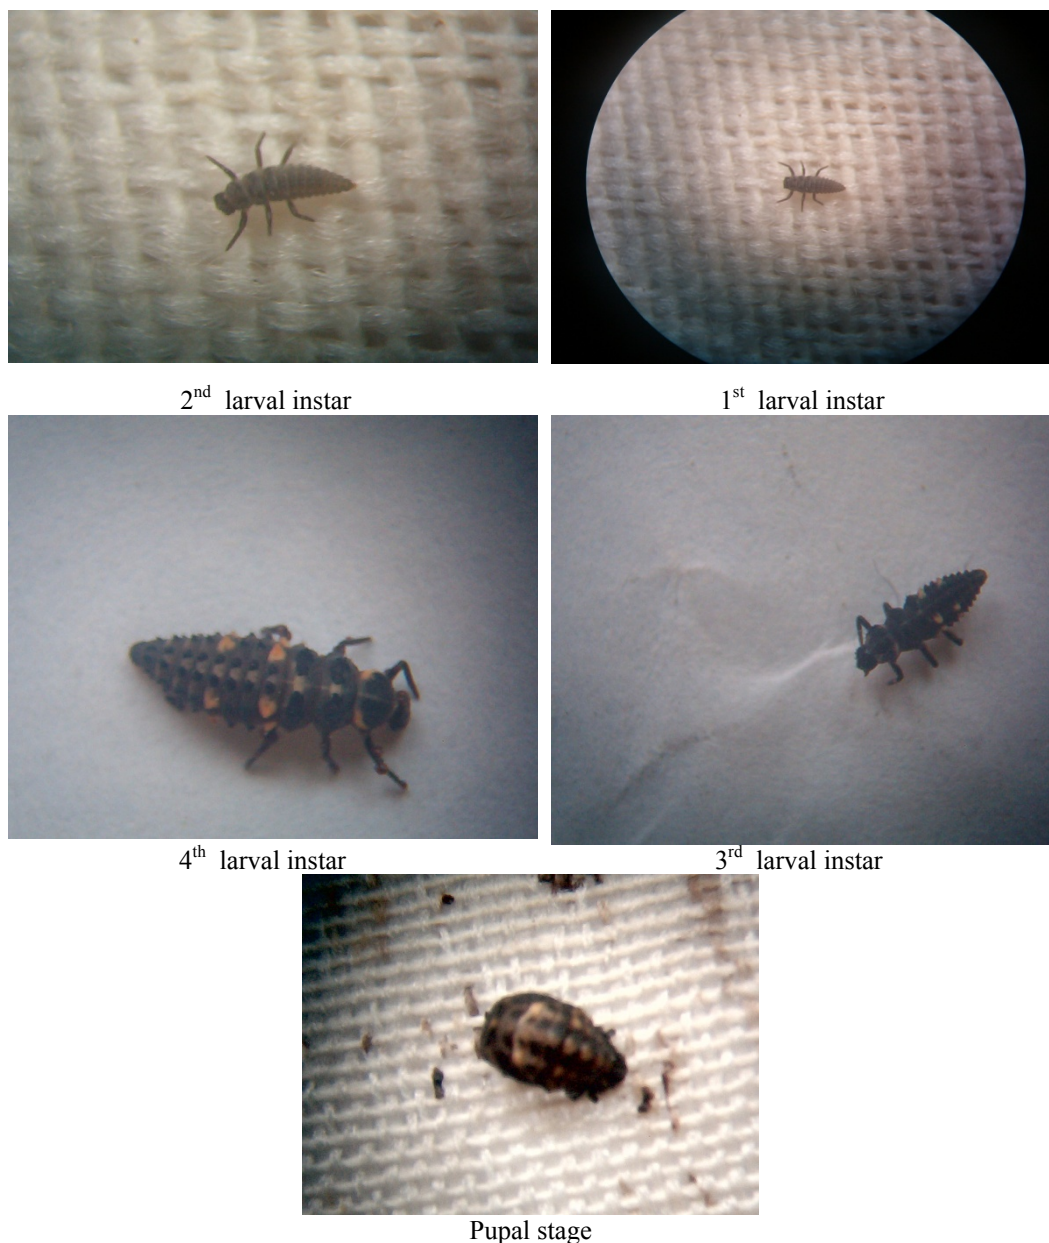 2nd larval instar
1st larval instar
4th larval instar
3rd larval instar
Pupal stage